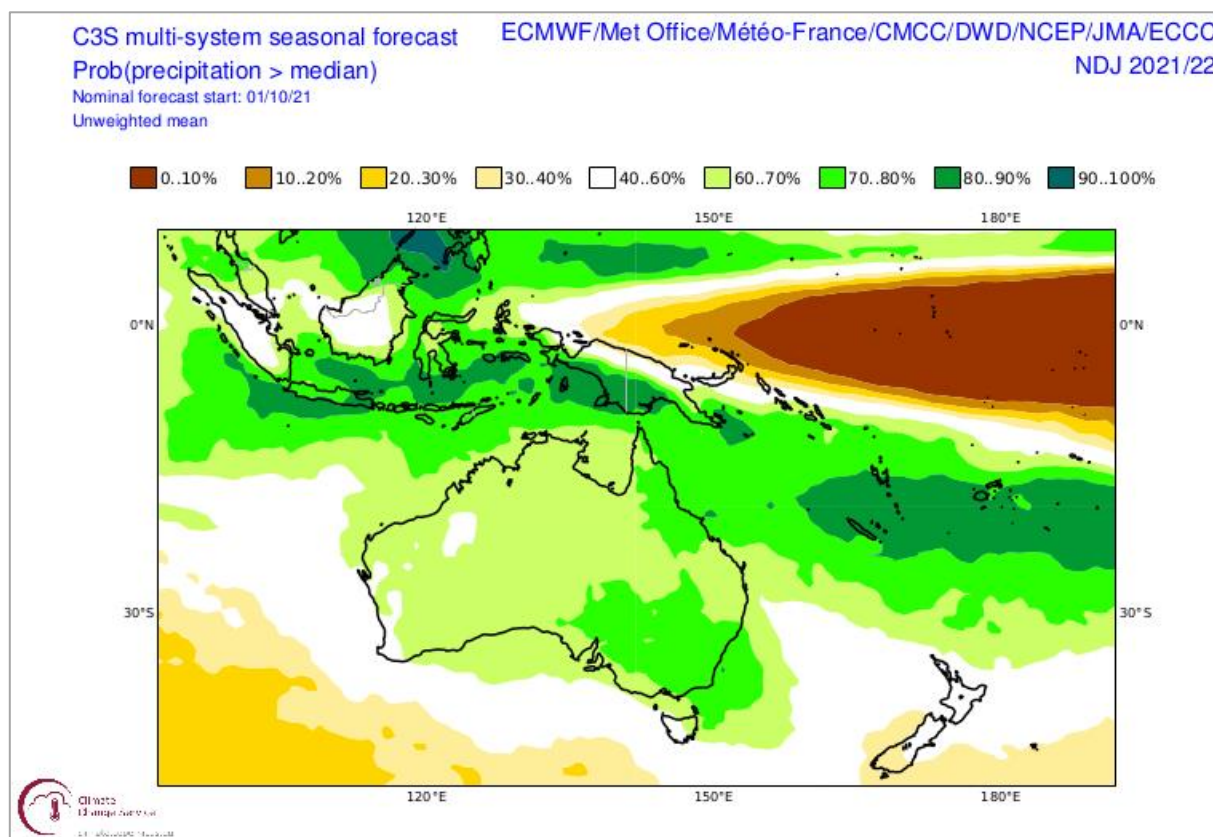 C3S multi-system seasonal forecast
ECMWF/Met Office/Météo-France/CMCC/DWD/NCEP/JMA/ECCC
Prob(precipitation > median)
NDJ 2021/22
Nominal forecast start: 01/10/21
Unweighted mean
0..10% 10..20% 20..30% 30..40% 40..60% 60..70% 70..80% 80..90% 90..100%
120°E 150°E 180°E
0°N 0°N
30°S 30°S
120°E 150°E 180°E
Climate
Change Service